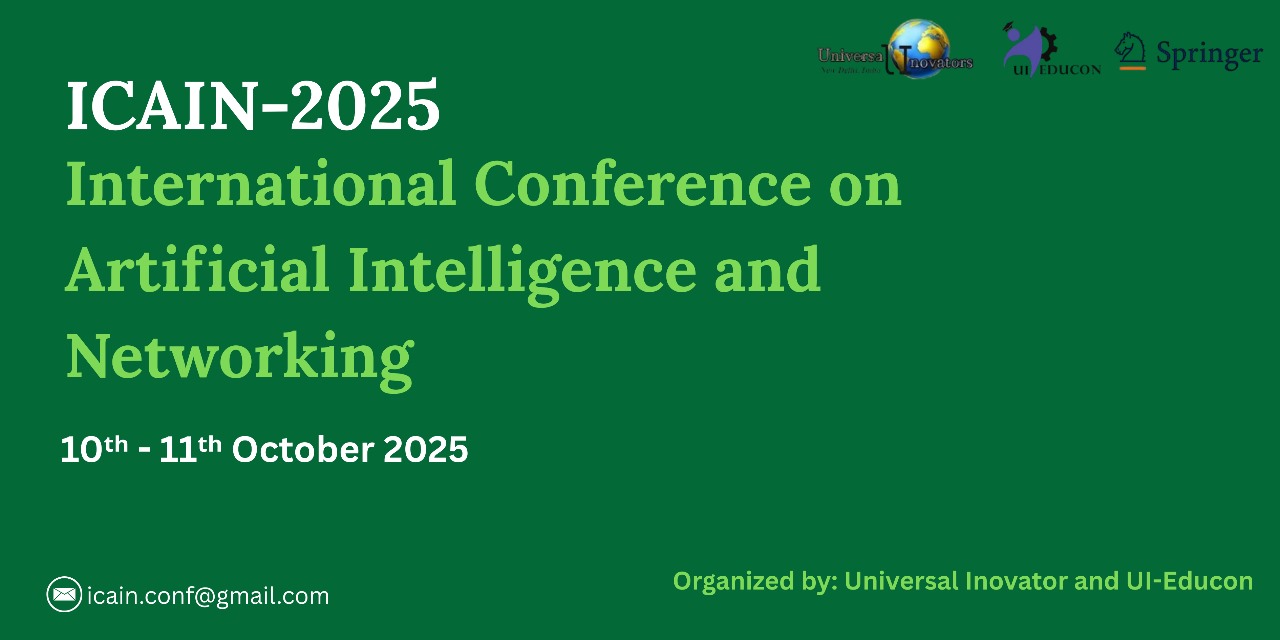 Universal Inovators
New Delhi, India
UI EDUCON
Springer
ICAIN-2025
International Conference on
Artificial Intelligence and
Networking
10th - 11th October 2025
icain.conf@gmail.com
Organized by: Universal Inovator and UI-Educon